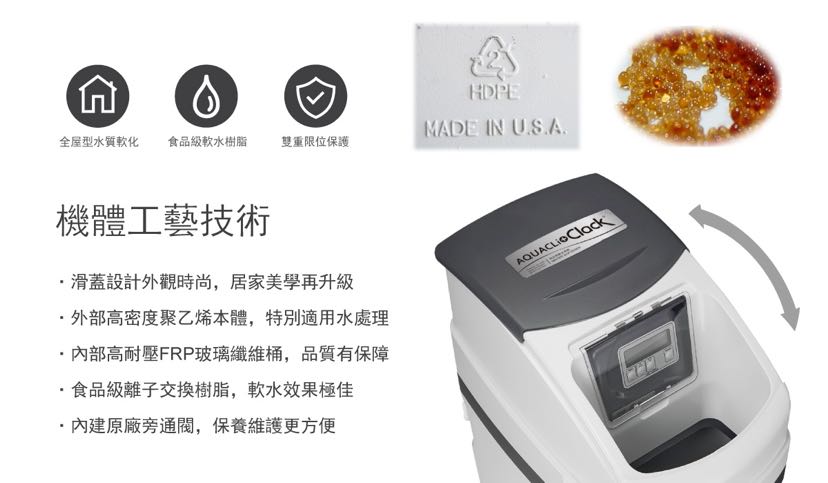 全屋型水質軟化
食品級軟水樹脂
雙重限位保護
2
HDPE
MADE IN U.S.A.
機體工藝技術
·滑蓋設計外觀時尚，居家美學再升級
·外部高密度聚乙烯本體，特別適用水處理
·內部高耐壓FRP玻璃纖維桶，品質有保障
·食品級離子交換樹脂，軟水效果極佳
·內建原廠旁通閥，保養維護更方便